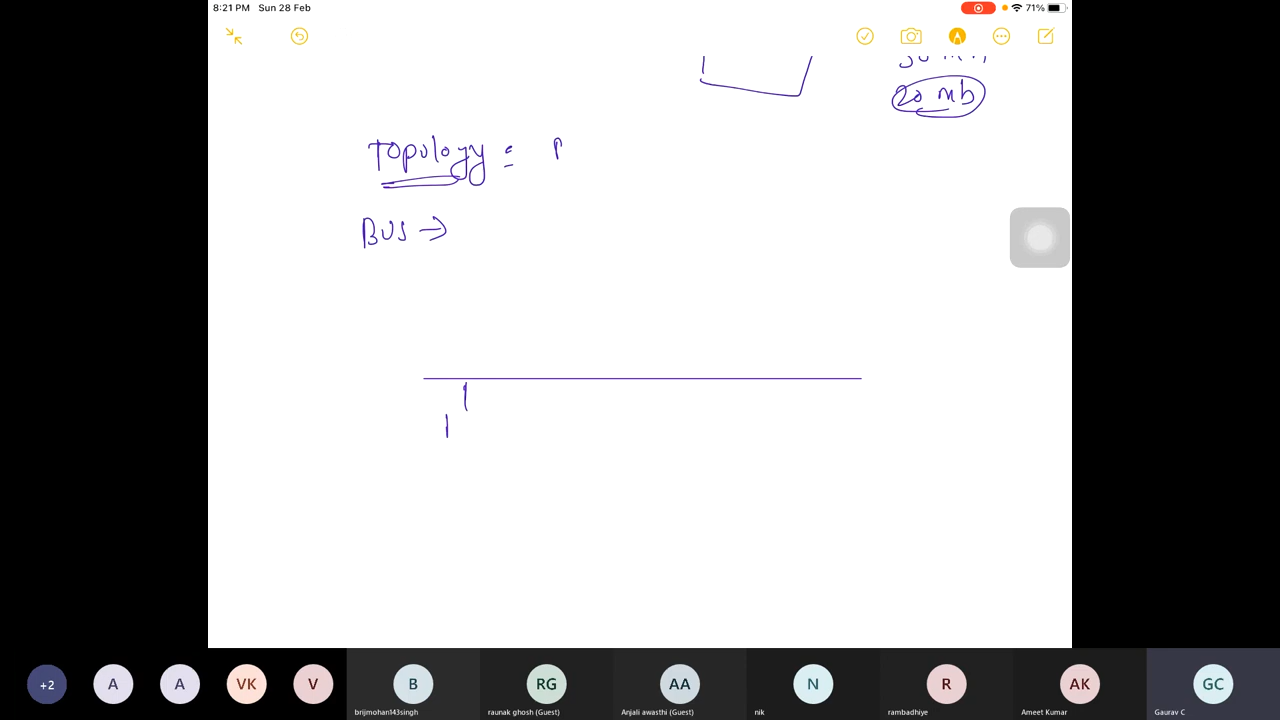 8:21 PM Sun 28 Feb
71%
20 mb
Topology :
BUS →
+2
A
A
VK
V
B
RG
AA
N
R
AK
GC
brijmohan143singh
raunak ghosh (Guest)
Anjali awasthi (Guest)
nik
rambadhiye
Ameet Kumar
Gaurav C